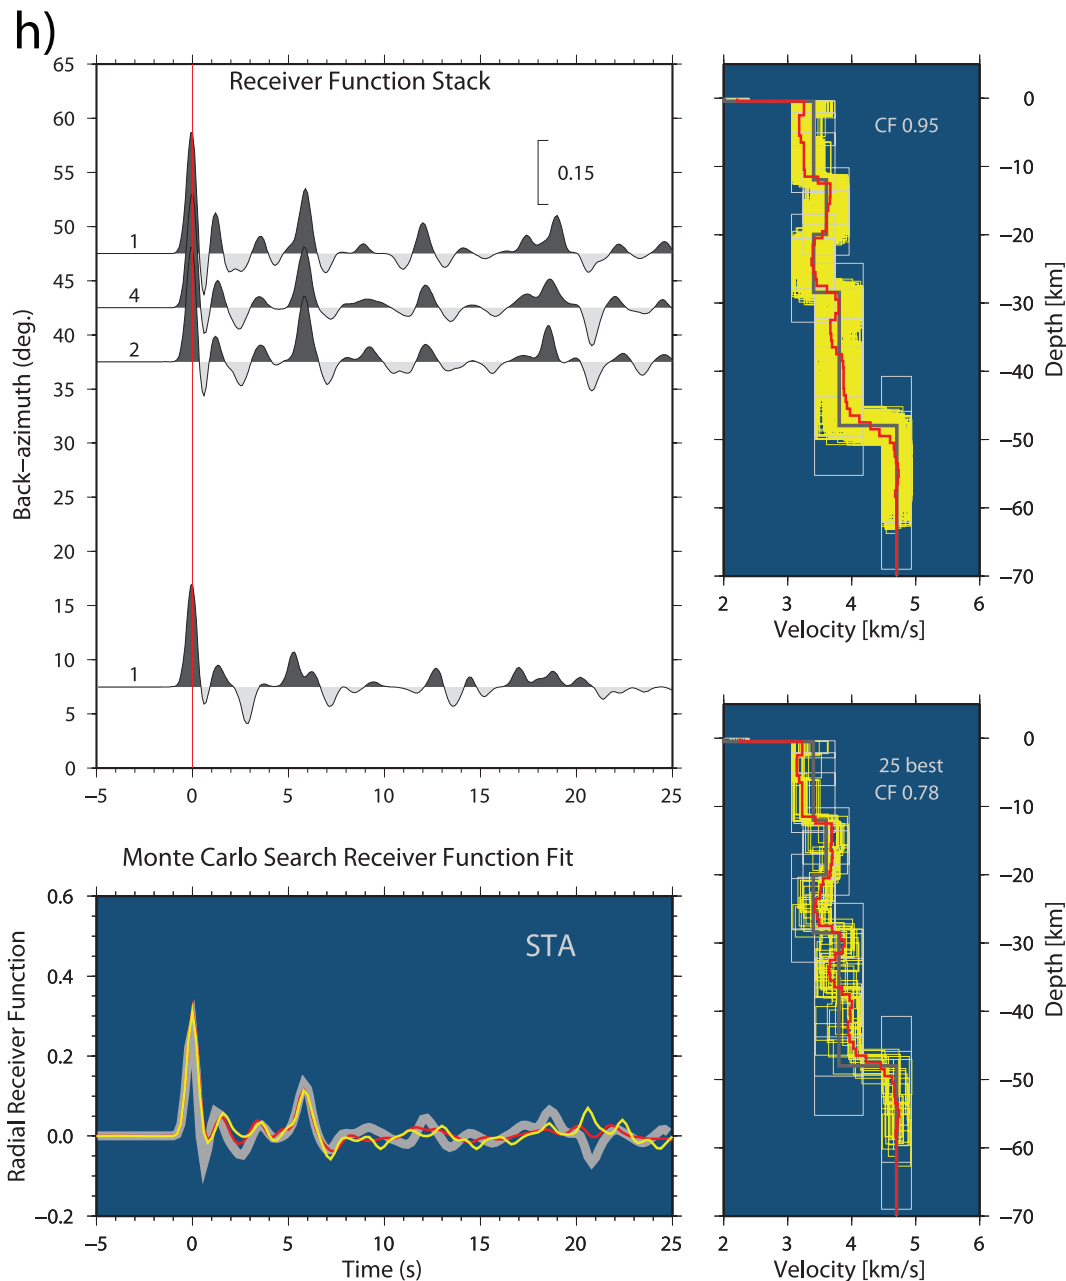 h)
Receiver Function Stack
65
60
55
50
45
40
35
30
25
20
15
10
5
0
Back-azimuth (deg.)
0.15
1
4
2
1
−5 0 5 10 15 20 25
CF 0.95
0
−10
−20
−30
−40
−50
−60
−70
Depth [km]
2 3 4 5 6
Velocity [km/s]
Monte Carlo Search Receiver Function Fit
STA
0.6
0.4
0.2
0.0
−0.2
Radial Receiver Function
−5 0 5 10 15 20 25
Time (s)
25 best
CF 0.78
0
−10
−20
−30
−40
−50
−60
−70
Depth [km]
2 3 4 5 6
Velocity [km/s]